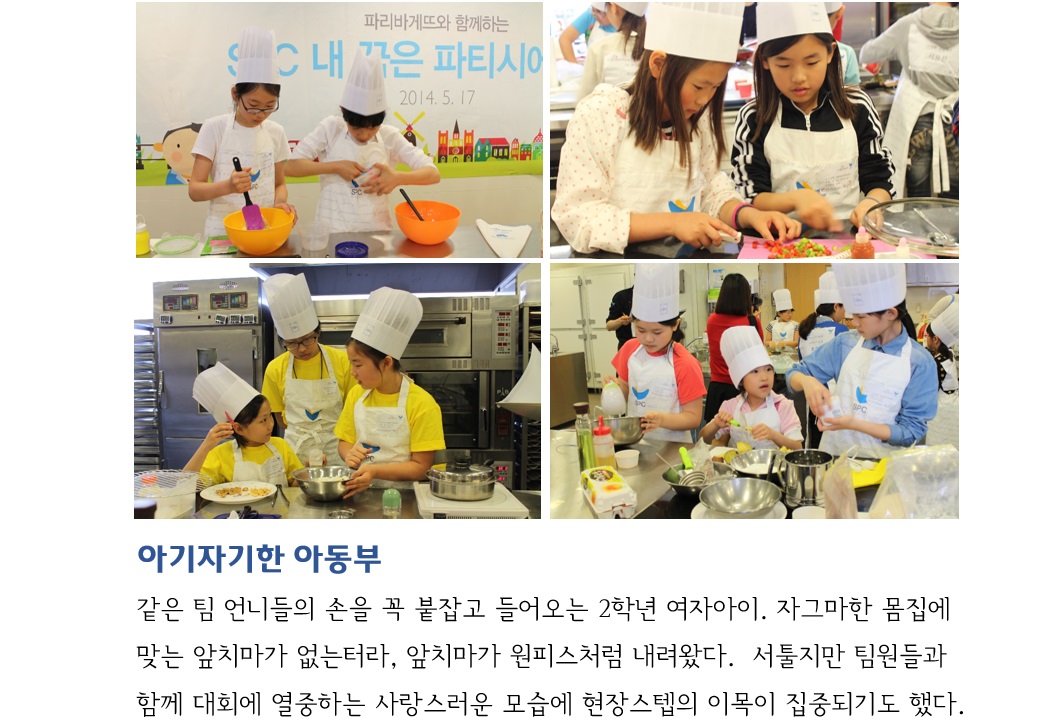 파리바게뜨와 함께하는
SPC 내 꿈은 파티시에
2014. 5. 17
SPC
SPC
SPC
아기자기한 아동부
같은 팀 언니들의 손을 꼭 붙잡고 들어오는 2학년 여자아이. 자그마한 몸집에
맞는 앞치마가 없는터라, 앞치마가 원피스처럼 내려왔다. 서툴지만 팀원들과
함께 대회에 열중하는 사랑스러운 모습에 현장스텝의 이목이 집중되기도 했다.